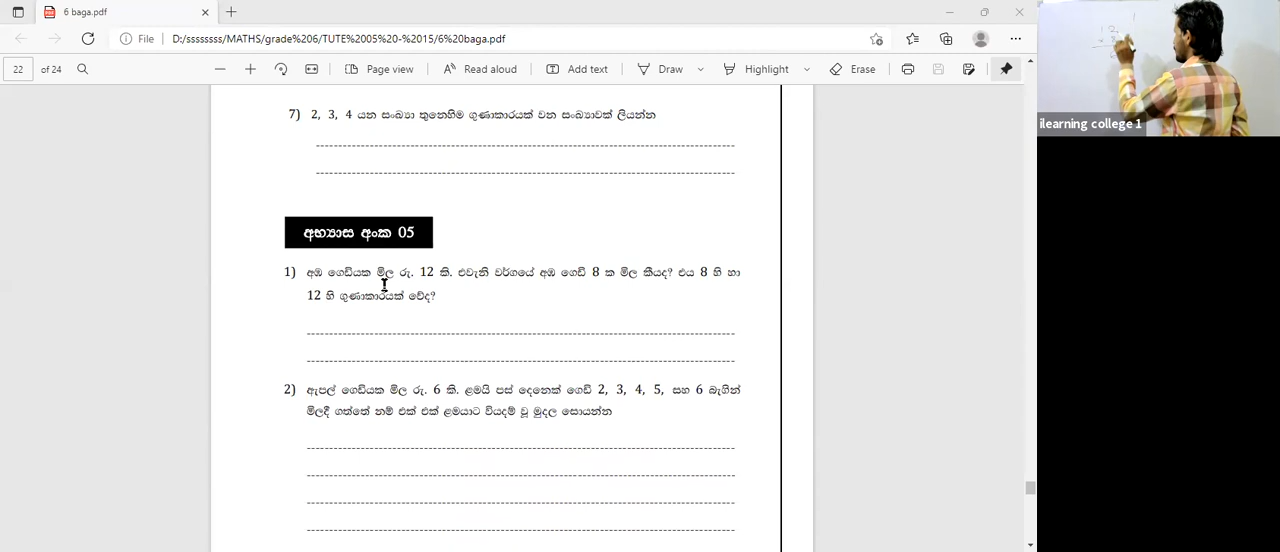 6 baga.pdf
File
D:/ssssssss/MATHS/grade%206/TUTE%2005%20-%2015/6%20baga.pdf
22 of 24
Page view
Read aloud
Add text
Draw
Highlight
Erase
ilearning college 1
7) 2, 3, 4 යන සංඛ්‍යා තුනෙහිම ගුණාකාරයක් වන සංඛ්‍යාවක් ලියන්න
අභ්‍යාස අංක 05
1) අඹ ගෙඩියක මිල රු. 12 කි. එවැනි වර්ගයේ අඹ ගෙඩි 8 ක මිල කීයද? එය 8 හි හා
12 හි ගුණාකාරයක් වේද?
2) ඇපල් ගෙඩියක මිල රු. 6 කි. ළමයි පස් දෙනෙක් ගෙඩි 2, 3, 4, 5, සහ 6 බැගින්
මිලදී ගත්තේ නම් එක් එක් ළමයාට වියදම් වූ මුදල සොයන්න